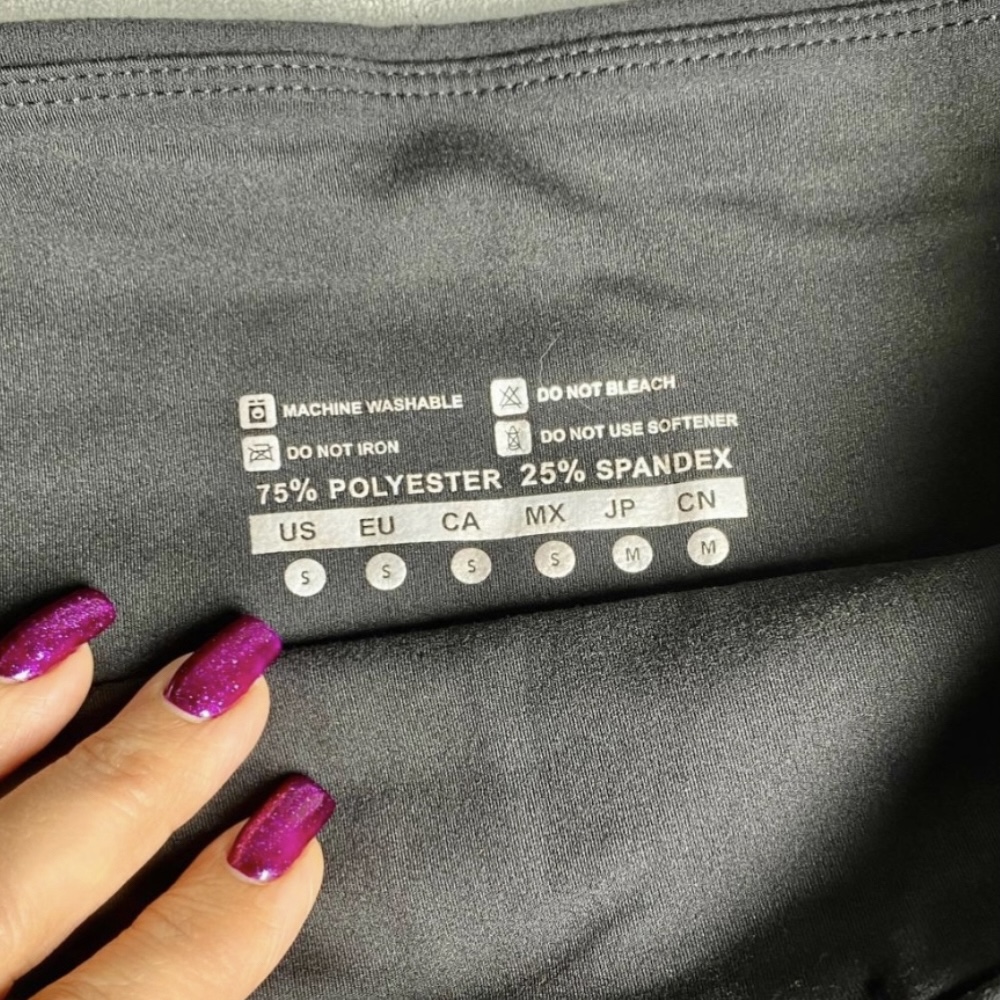 MACHINE WASHABLE DO NOT BLEACH
DO NOT IRON DO NOT USE SOFTENER
75% POLYESTER 25% SPANDEX
US EU CA MX JP CN
S S S S M M